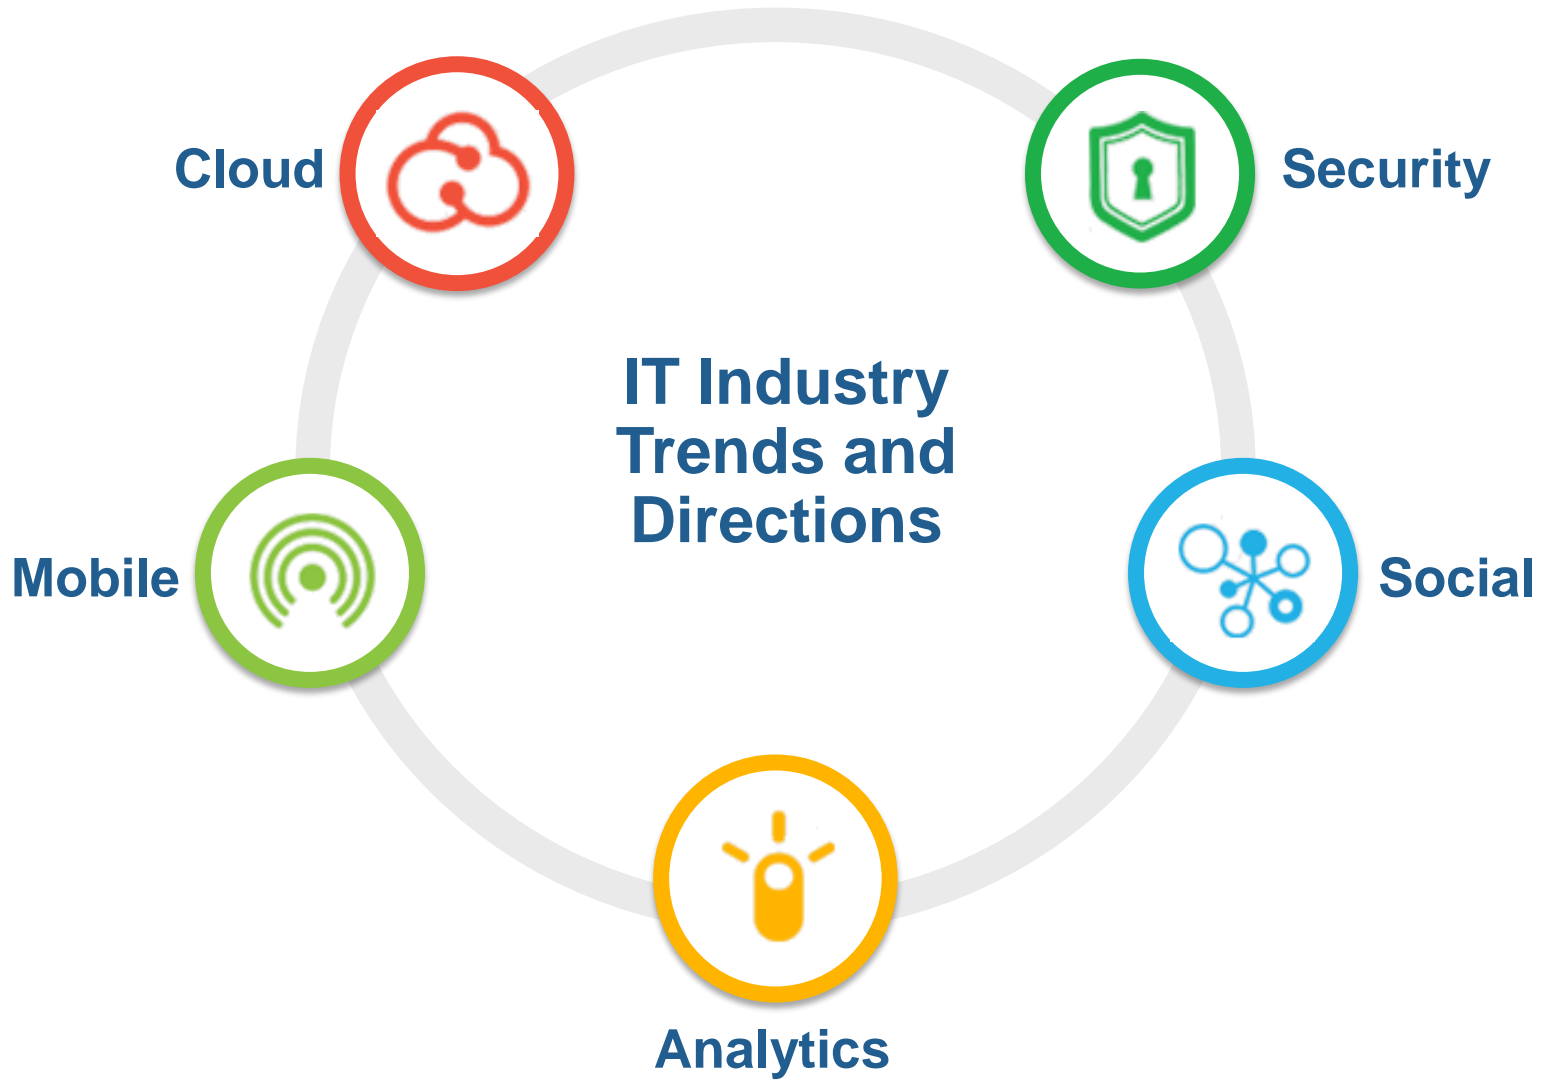 Cloud
Security
IT Industry
Trends and
Directions
Mobile
Social
Analytics